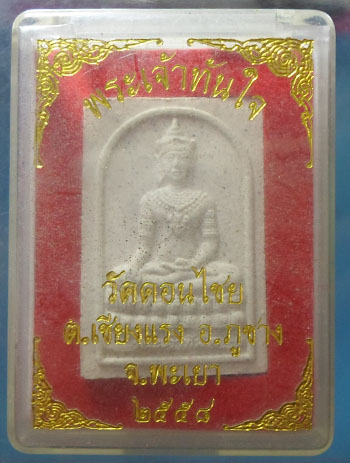 พระเจ้าทันใจ
วัดดอนไชย
ต.เชียงแรง อ.ภูซาง
จ.พะเยา
๒๕๕๘